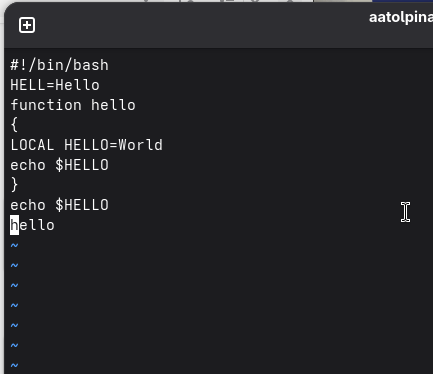 aatolpina
#!/bin/bash
HELL=Hello
function hello
{
LOCAL HELLO=World
echo $HELLO
}
echo $HELLO
hello
~
~
~
~
~
~
~